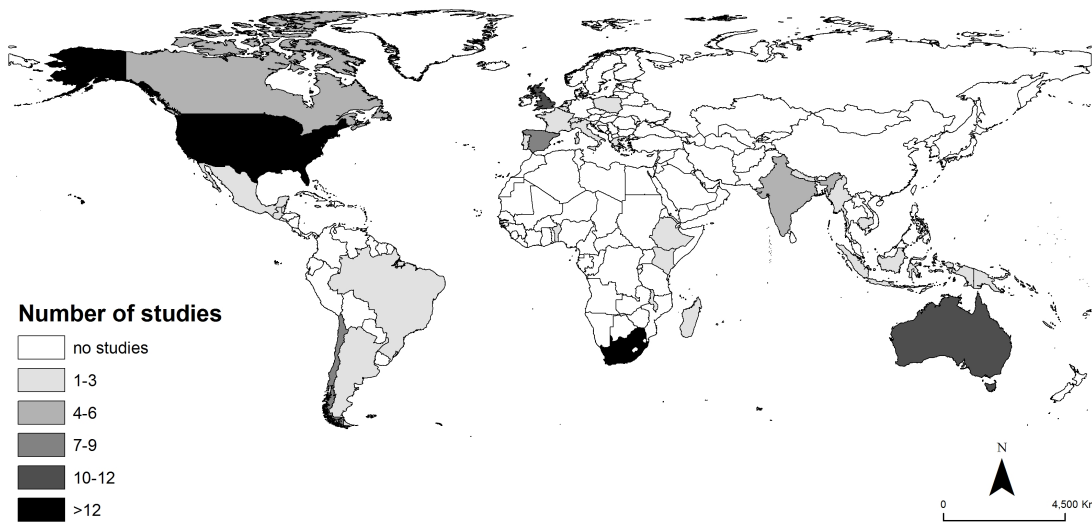 Number of studies
no studies
1-3
4-6
7-9
10-12
>12
N
0 4,500 Km